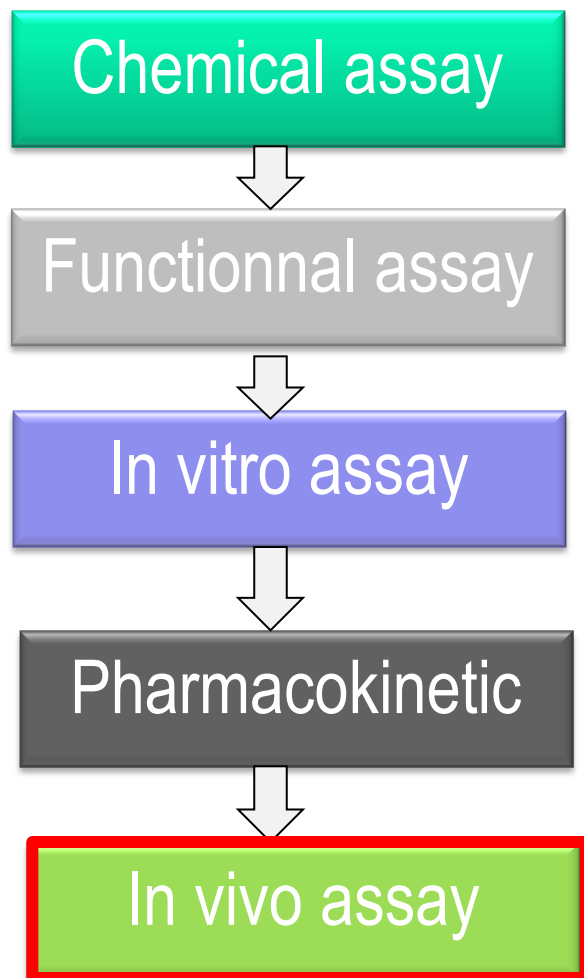 Chemical assay
Functionnal assay
In vitro assay
Pharmacokinetic
In vivo assay